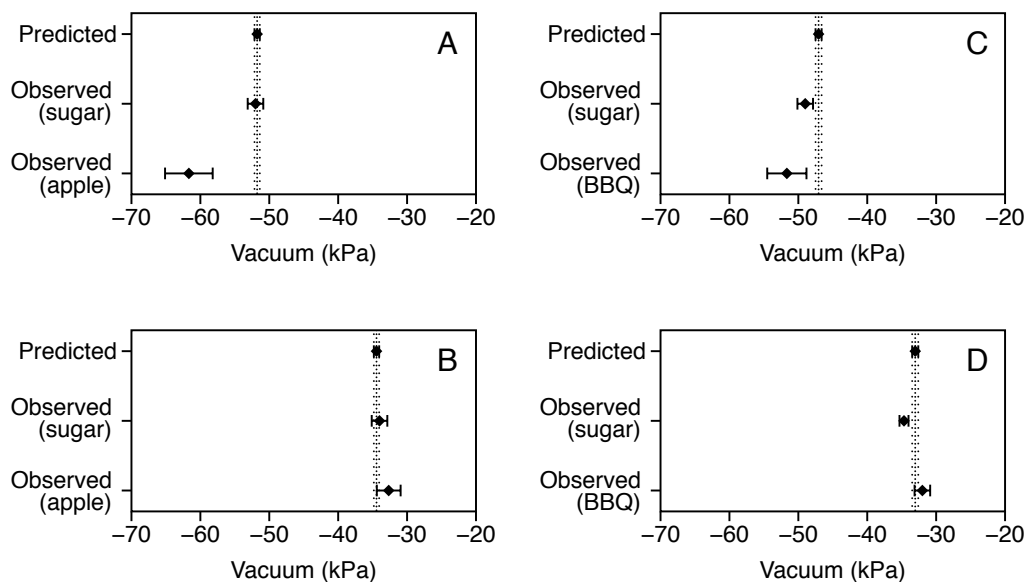 A
Predicted
Observed
(sugar)
Observed
(apple)
−70 −60 −50 −40 −30 −20
Vacuum (kPa)
C
Predicted
Observed
(sugar)
Observed
(BBQ)
−70 −60 −50 −40 −30 −20
Vacuum (kPa)
B
Predicted
Observed
(sugar)
Observed
(apple)
−70 −60 −50 −40 −30 −20
Vacuum (kPa)
D
Predicted
Observed
(sugar)
Observed
(BBQ)
−70 −60 −50 −40 −30 −20
Vacuum (kPa)